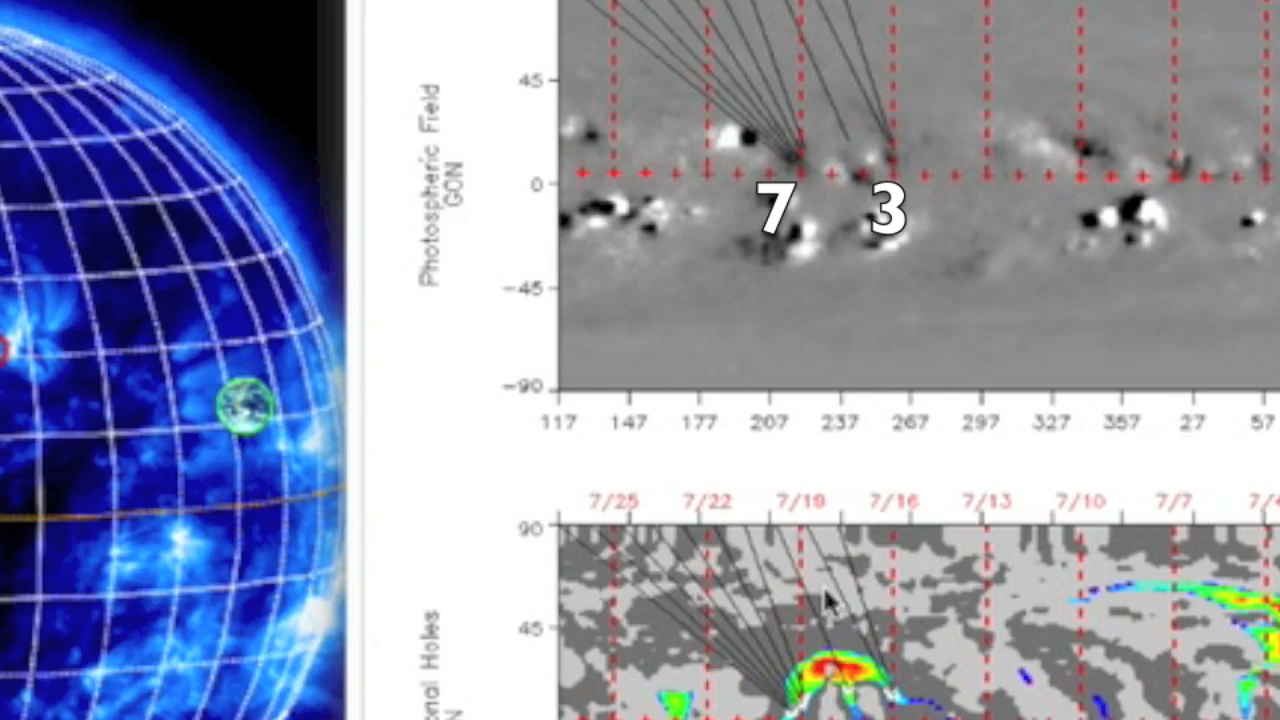 Photospheric Field
GON
45
0
-45
-90
7 3
117 147 177 207 237 267 297 327 357 27 57
7/25 7/22 7/19 7/16 7/13 7/10 7/7
90
45
onal Holes